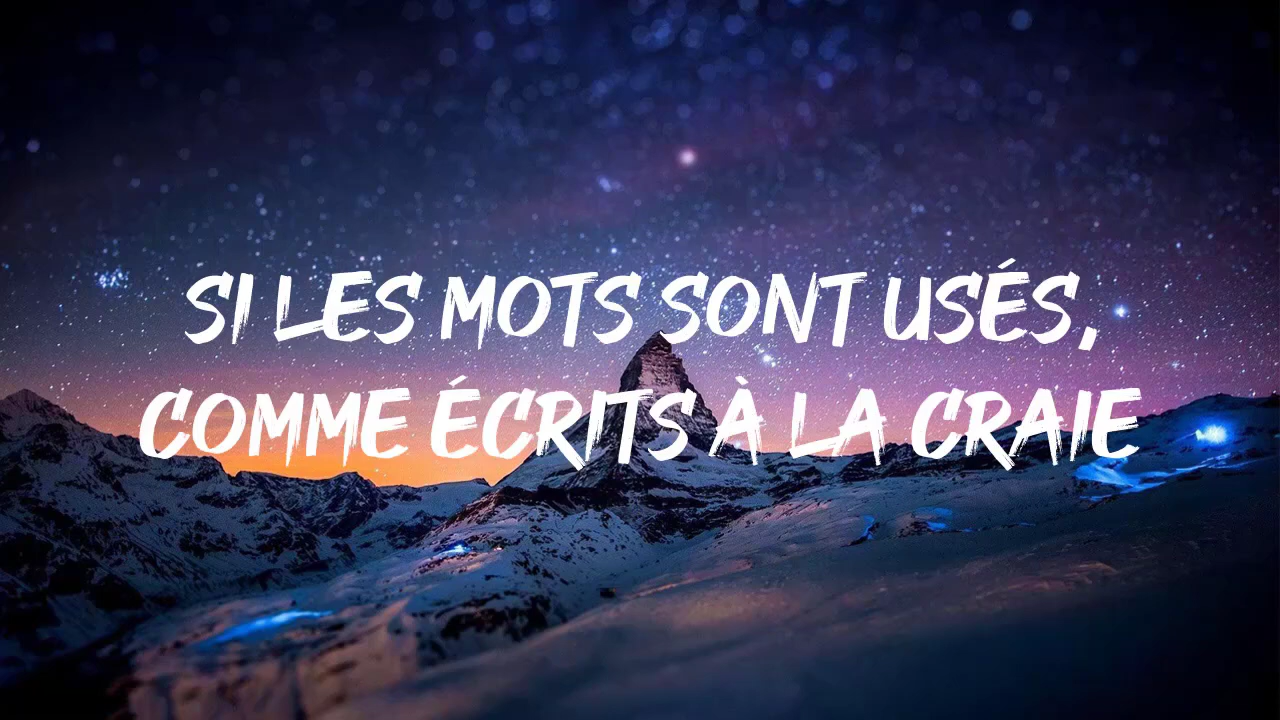 SI LES MOTS SONT USÉS,
COMME ÉCRITS À LA CRAIE